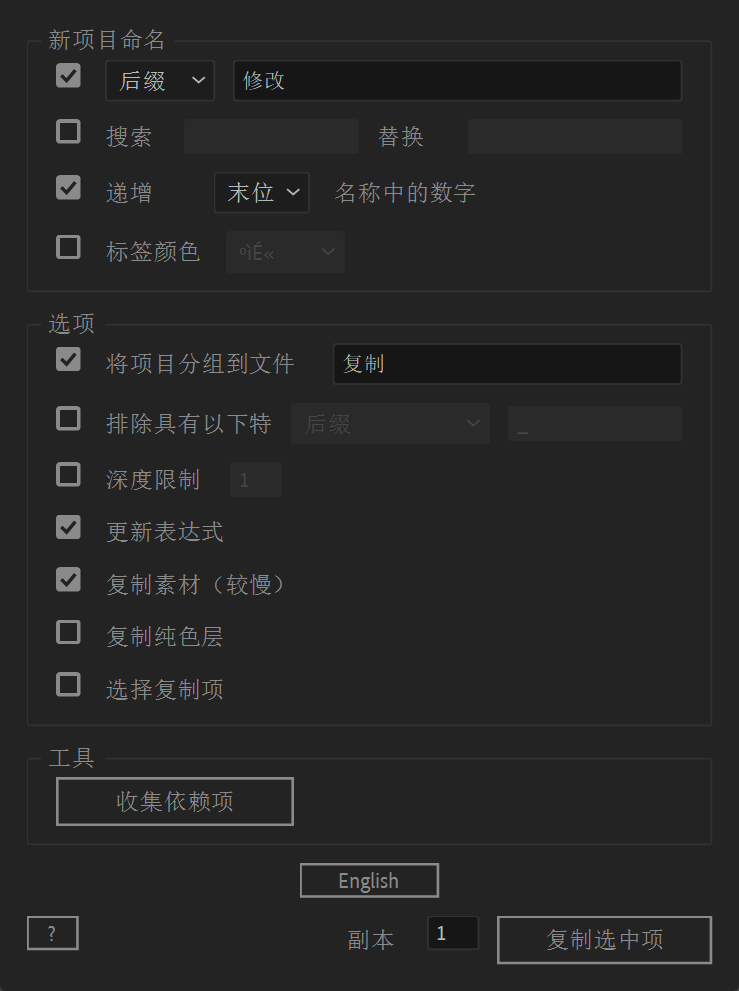 新项目命名
后缀 修改
搜索 替换
递增 末位 名称中的数字
标签颜色 ºìÉ«
选项
将项目分组到文件 复制
排除具有以下特 后缀 _
深度限制 1
更新表达式
复制素材（较慢）
复制纯色层
选择复制项
工具
收集依赖项
English
? 副本 1 复制选中项